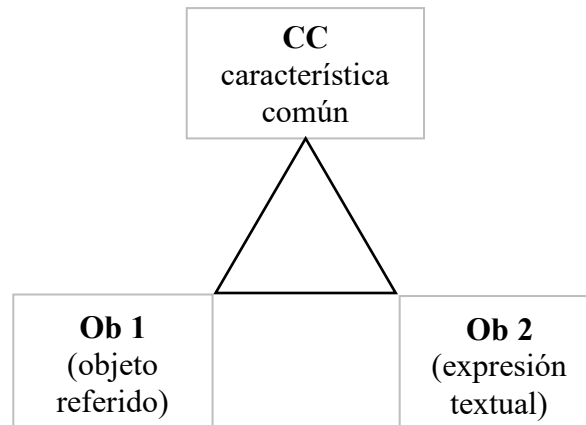 CC
característica
común
Ob 1
(objeto
referido)
Ob 2
(expresión
textual)